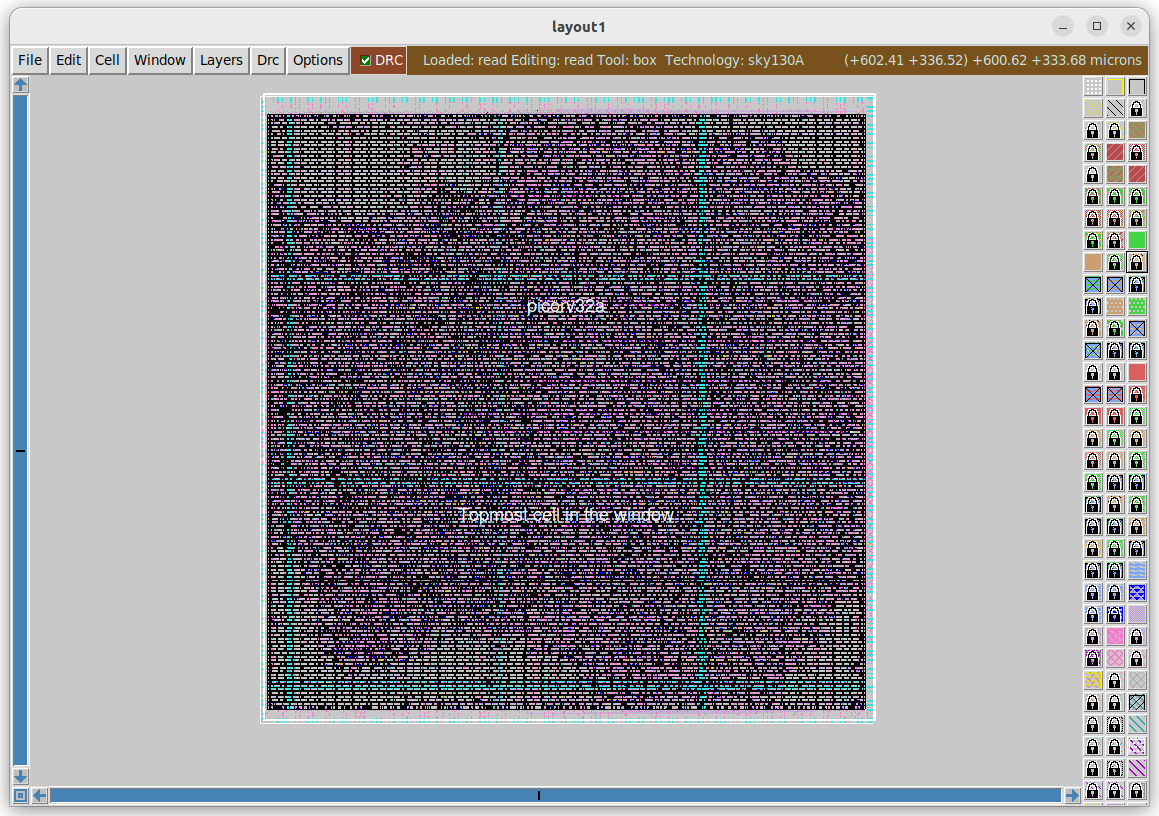 layout1
File Edit Cell Window Layers Drc Options DRC Loaded: read Editing: read Tool: box Technology: sky130A (+602.41 +336.52) +600.62 +333.68 microns
picorv32a
Topmost cell in the window